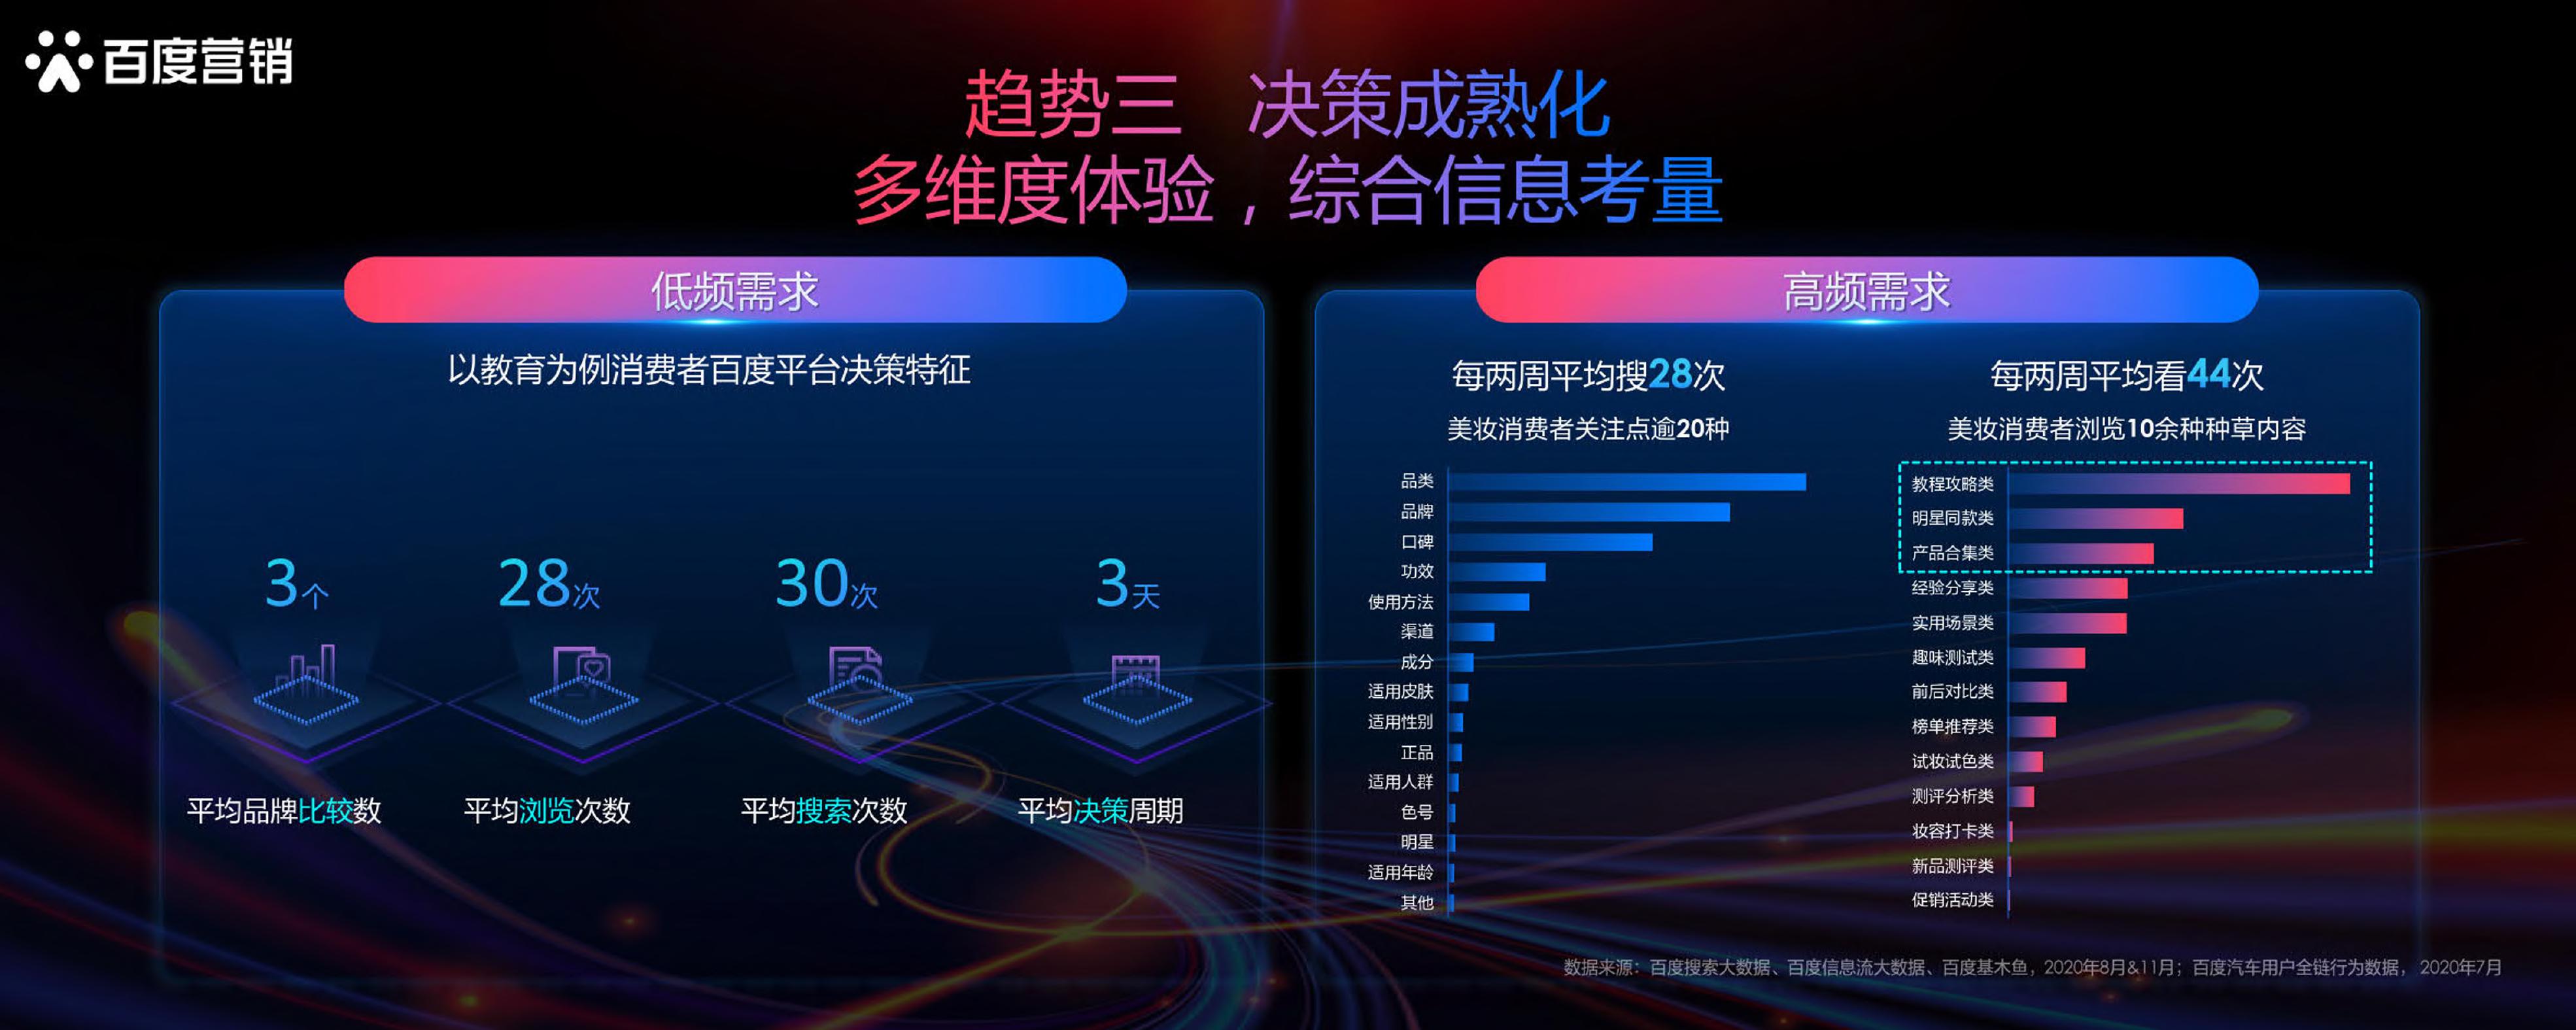 百度营销
趋势三 决策成熟化
多维度体验，综合信息考量
低频需求
以教育为例消费者百度平台决策特征
3个
28次
30次
3天
平均品牌比较数
平均浏览次数
平均搜索次数
平均决策周期
高频需求
每两周平均搜28次
美妆消费者关注点逾20种
品类
品牌
口碑
功效
使用方法
渠道
成分
适用皮肤
适用性别
正品
适用人群
色号
明星
适用年龄
其他
每两周平均看44次
美妆消费者浏览10余种种草内容
教程攻略类
明星同款类
产品合集类
经验分享类
实用场景类
趣味测试类
前后对比类
榜单推荐类
试妆试色类
测评分析类
妆容打卡类
新品测评类
促销活动类
数据来源：百度搜索大数据、百度信息流大数据、百度基木鱼，2020年8月&11月；百度汽车用户全链行为数据， 2020年7月